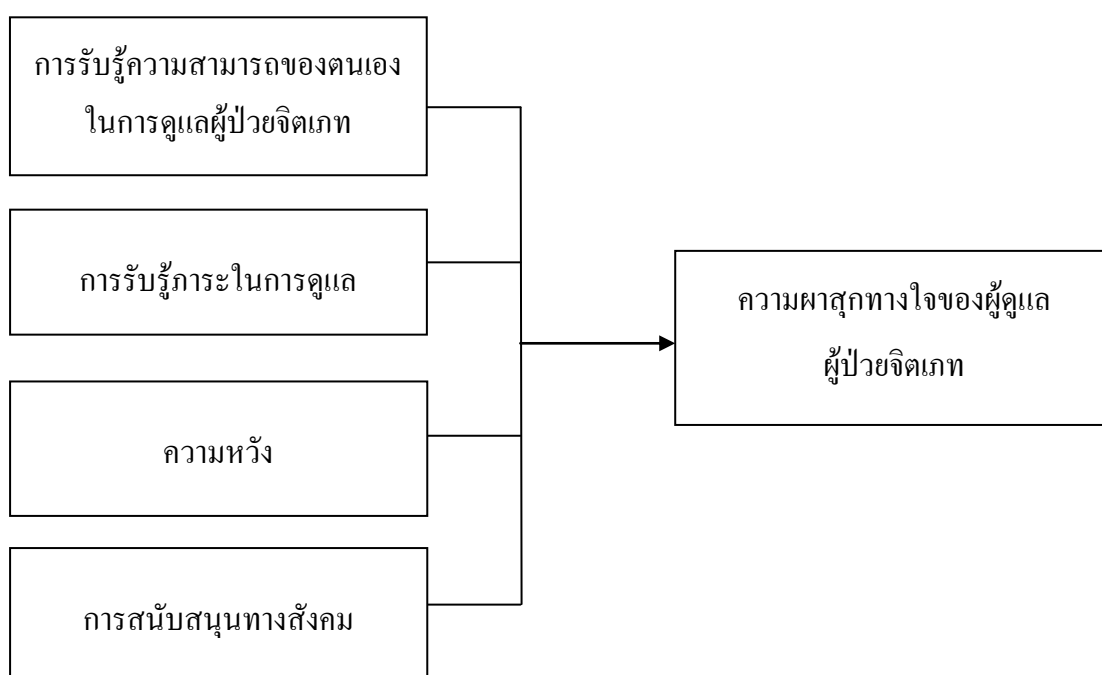 การรับรู้ความสามารถของตนเอง
ในการดูแลผู้ป่วยจิตเภท
การรับรู้ภาระในการดูแล
ความหวัง
การสนับสนุนทางสังคม
ความผาสุกทางใจของผู้ดูแล
ผู้ป่วยจิตเภท